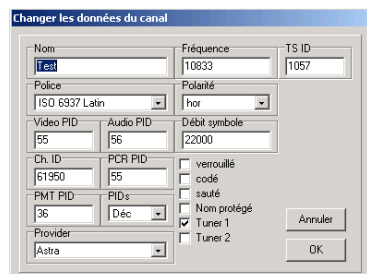 Changer les données du canal
Nom Fréquence TS ID
Test 10833 1057
Police Polarité
ISO 6937 Latin hor
Video PID Audio PID Débit symbole
55 56 22000
Ch. ID PCR PID
61950 55
verrouillé
codé
PMT PID PIDs
36 Déc
sauté
Nom protégé
Tuner 1
Tuner 2
Provider
Astra
Annuler
OK